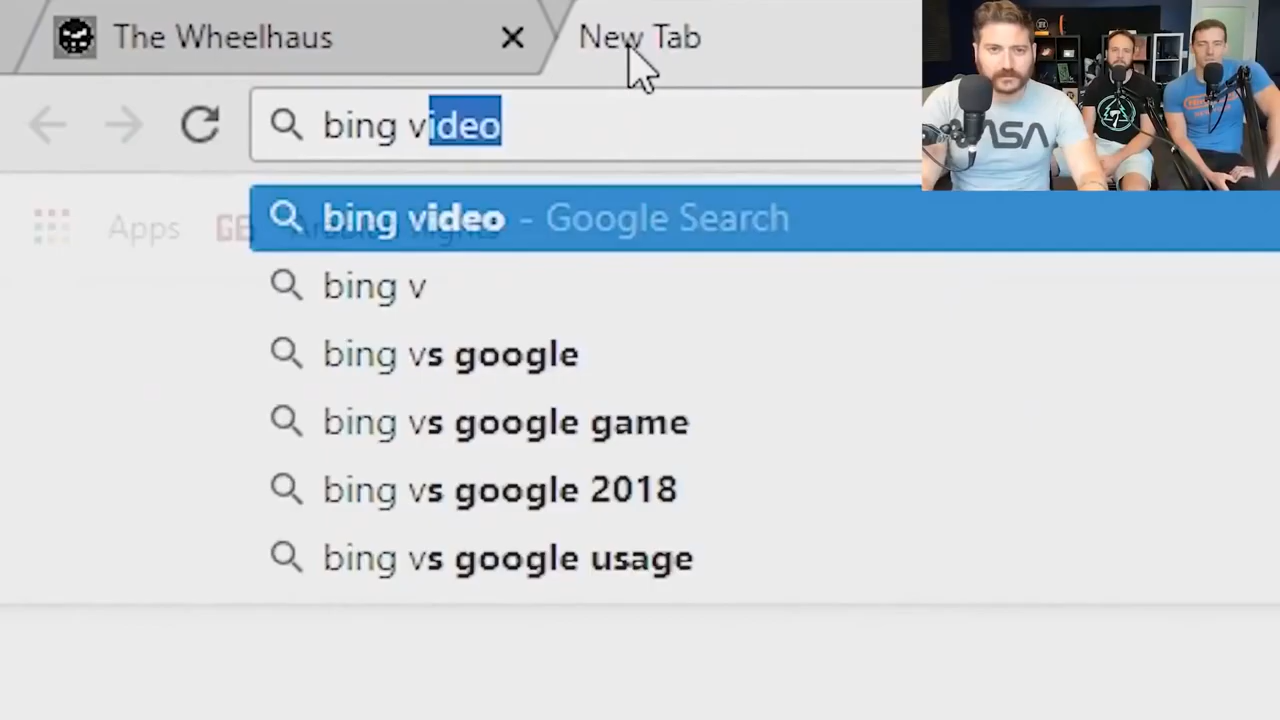 The Wheelhaus
New Tab
bing video
bing video - Google Search
Apps
GE
bing v
bing vs google
bing vs google game
bing vs google 2018
bing vs google usage